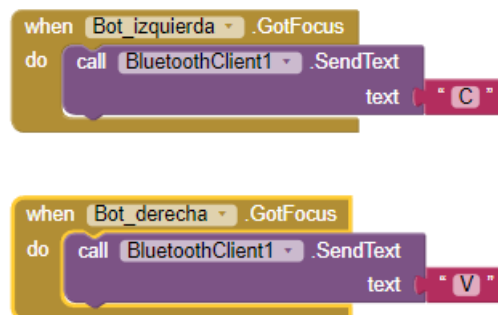 when Bot_izquierda .GotFocus
do call BluetoothClient1 .SendText
text " C "
when Bot_derecha .GotFocus
do call BluetoothClient1 .SendText
text " V "